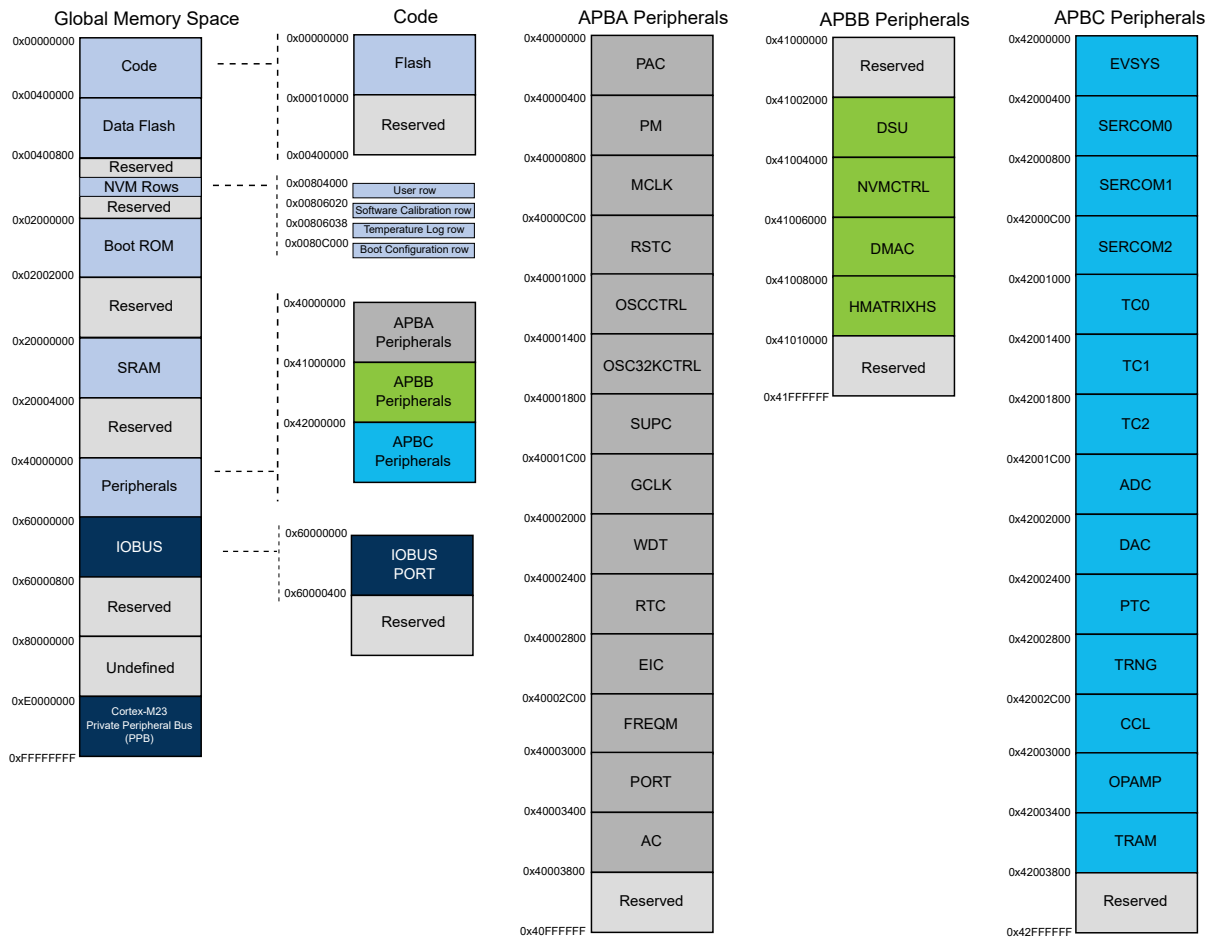 Global Memory Space
0x00000000
Code
0x00400000
Data Flash
0x00400800
Reserved
NVM Rows
Reserved
0x02000000
Boot ROM
0x02002000
Reserved
0x20000000
SRAM
0x20004000
Reserved
0x40000000
Peripherals
0x60000000
IOBUS
0x60000800
Reserved
0x80000000
Undefined
0xE0000000
Cortex-M23
Private Peripheral Bus
(PPB)
0xFFFFFFFF
Code
0x00000000
Flash
0x00010000
Reserved
0x00400000
0x00804000
User row
0x00806020
Software Calibration row
0x00806038
Temperature Log row
0x0080C000
Boot Configuration row
0x40000000
APBA
Peripherals
0x41000000
APBB
Peripherals
0x42000000
APBC
Peripherals
0x60000000
IOBUS
PORT
0x60000400
Reserved
APBA Peripherals
0x40000000
PAC
0x40000400
PM
0x40000800
MCLK
0x40000C00
RSTC
0x40001000
OSCCTRL
0x40001400
OSC32KCTRL
0x40001800
SUPC
0x40001C00
GCLK
0x40002000
WDT
0x40002400
RTC
0x40002800
EIC
0x40002C00
FREQM
0x40003000
PORT
0x40003400
AC
0x40003800
Reserved
0x40FFFFFF
APBB Peripherals
0x41000000
Reserved
0x41002000
DSU
0x41004000
NVMCTRL
0x41006000
DMAC
0x41008000
HMATRIXHS
0x41010000
Reserved
0x41FFFFFF
APBC Peripherals
0x42000000
EVSYS
0x42000400
SERCOM0
0x42000800
SERCOM1
0x42000C00
SERCOM2
0x42001000
TC0
0x42001400
TC1
0x42001800
TC2
0x42001C00
ADC
0x42002000
DAC
0x42002400
PTC
0x42002800
TRNG
0x42002C00
CCL
0x42003000
OPAMP
0x42003400
TRAM
0x42003800
Reserved
0x42FFFFFF